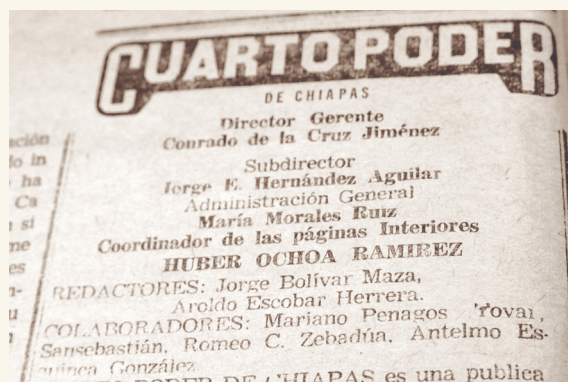 CUARTO PODER
DE CHIAPAS
Director Gerente
Conrado de la Cruz Jiménez
Subdirector
Jorge E. Hernández Aguilar
Administración General
María Morales Ruiz
Coordinador de las páginas Interiores
HUBER OCHOA RAMIREZ
REDACTORES: Jorge Bolívar Maza,
Aroldo Escobar Herrera.
COLABORADORES: Mariano Penagos Tovar,
Sansebastián, Romeo C. Zebadúa, Antelmo Es-
quinca González
PODER DE CHIAPAS es una publica